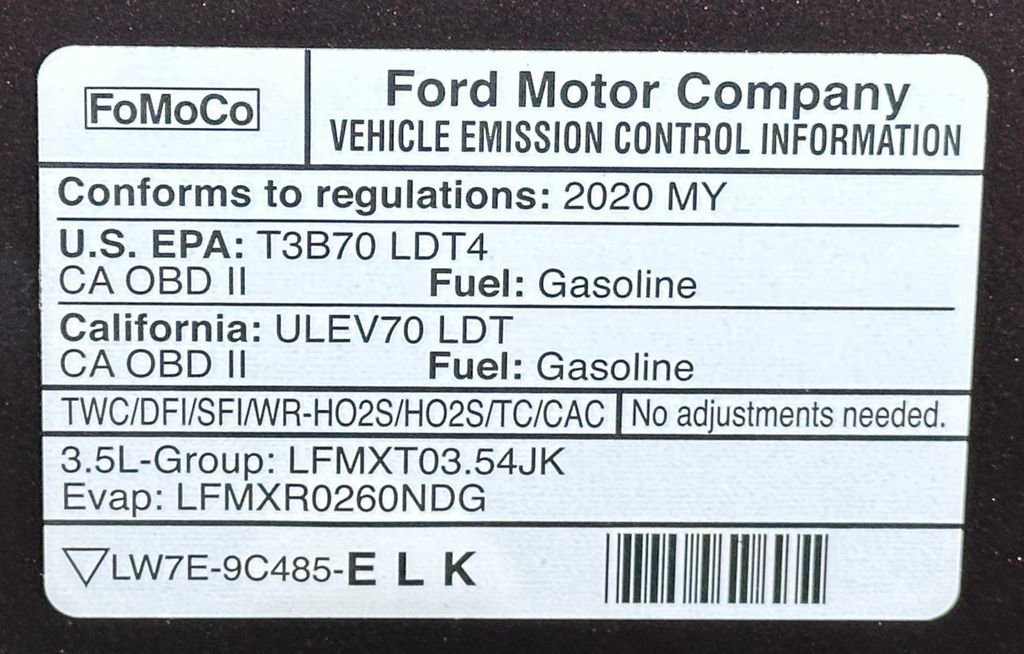 FoMoCo
Ford Motor Company
VEHICLE EMISSION CONTROL INFORMATION
Conforms to regulations: 2020 MY
U.S. EPA: T3B70 LDT4
CA OBD II Fuel: Gasoline
California: ULEV70 LDT
CA OBD II Fuel: Gasoline
TWC/DFI/SFI/WR-HO2S/HO2S/TC/CAC No adjustments needed.
3.5L-Group: LFMXT03.54JK
Evap: LFMXR0260NDG
LW7E-9C485-E L K